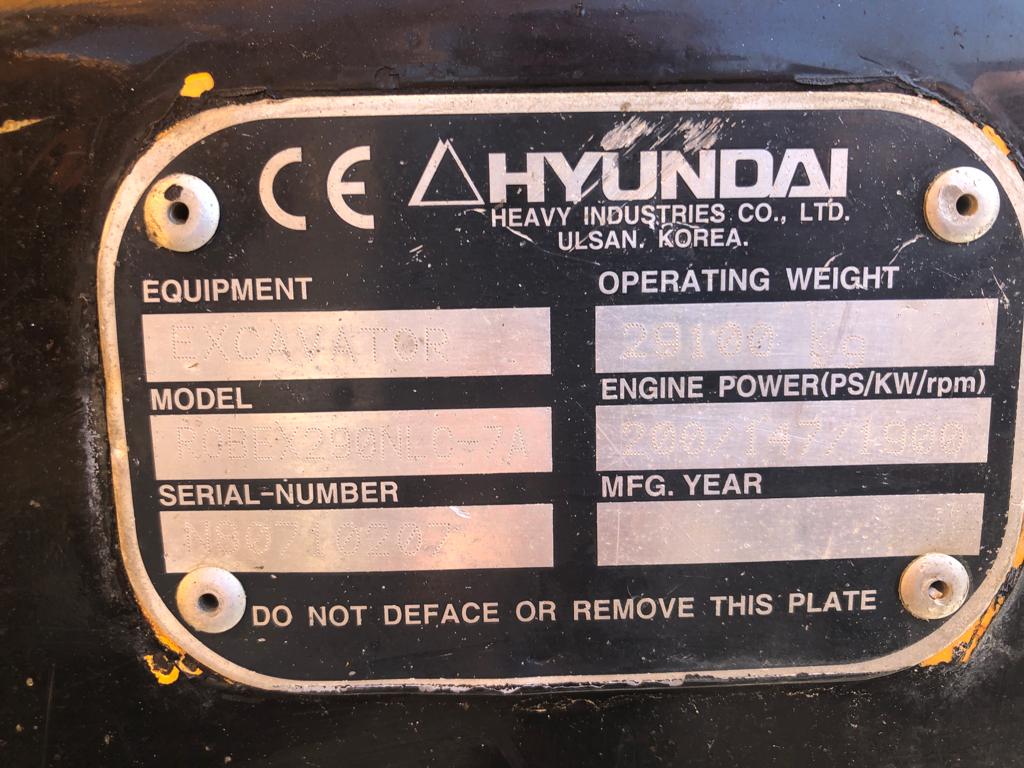 CE HYUNDAI
HEAVY INDUSTRIES CO., LTD.
ULSAN. KOREA.
EQUIPMENT
EXCAVATOR
OPERATING WEIGHT
29100 Kg
MODEL
ROBEX290NLC-7A
ENGINE POWER(PS/KW/rpm)
200/147/1900
SERIAL-NUMBER
MFG. YEAR
DO NOT DEFACE OR REMOVE THIS PLATE